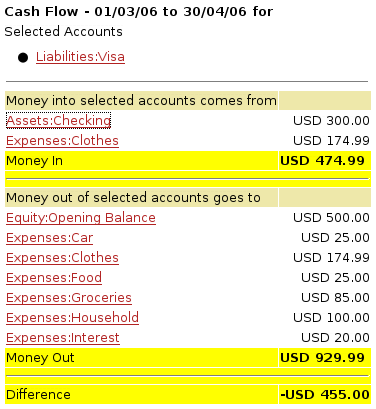 Cash Flow - 01/03/06 to 30/04/06 for
Selected Accounts
Liabilities:Visa
Money into selected accounts comes from
Assets:Checking USD 300.00
Expenses:Clothes USD 174.99
Money In USD 474.99
Money out of selected accounts goes to
Equity:Opening Balance USD 500.00
Expenses:Car USD 25.00
Expenses:Clothes USD 174.99
Expenses:Food USD 25.00
Expenses:Groceries USD 85.00
Expenses:Household USD 100.00
Expenses:Interest USD 20.00
Money Out USD 929.99
Difference -USD 455.00